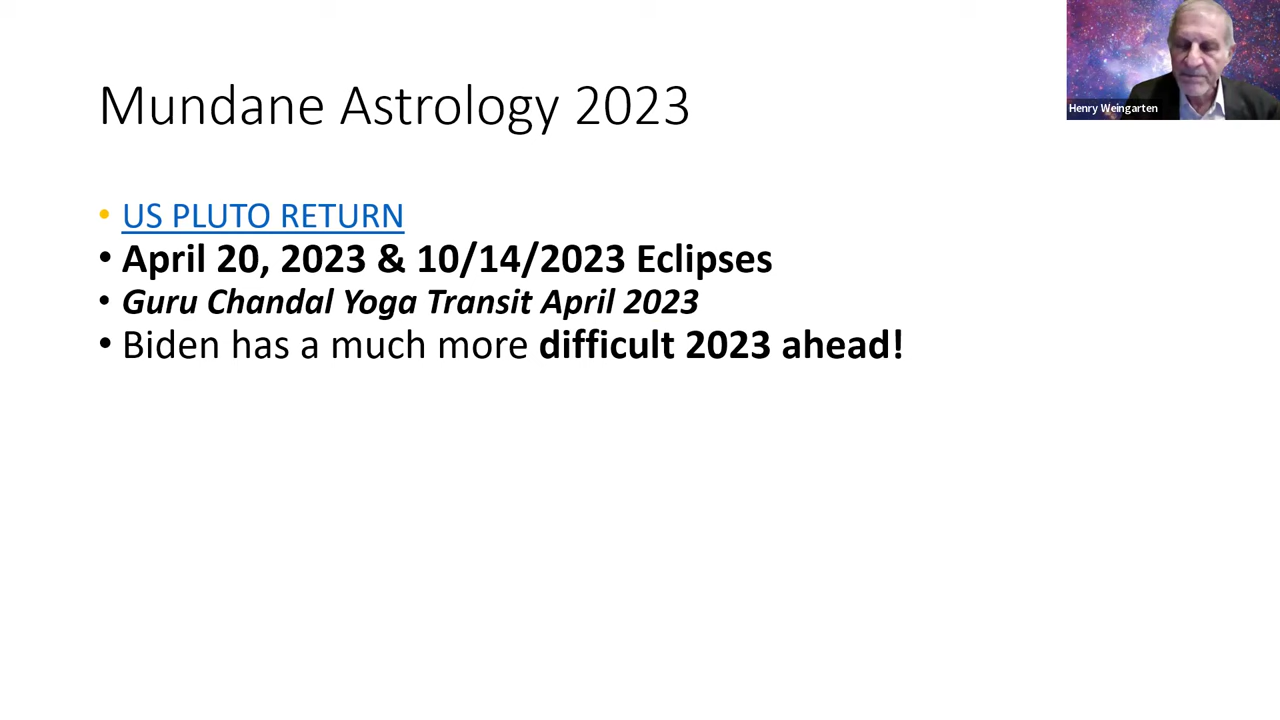 Mundane Astrology 2023
Henry Weingarten
• US PLUTO RETURN
• April 20, 2023 & 10/14/2023 Eclipses
• Guru Chandal Yoga Transit April 2023
• Biden has a much more difficult 2023 ahead!